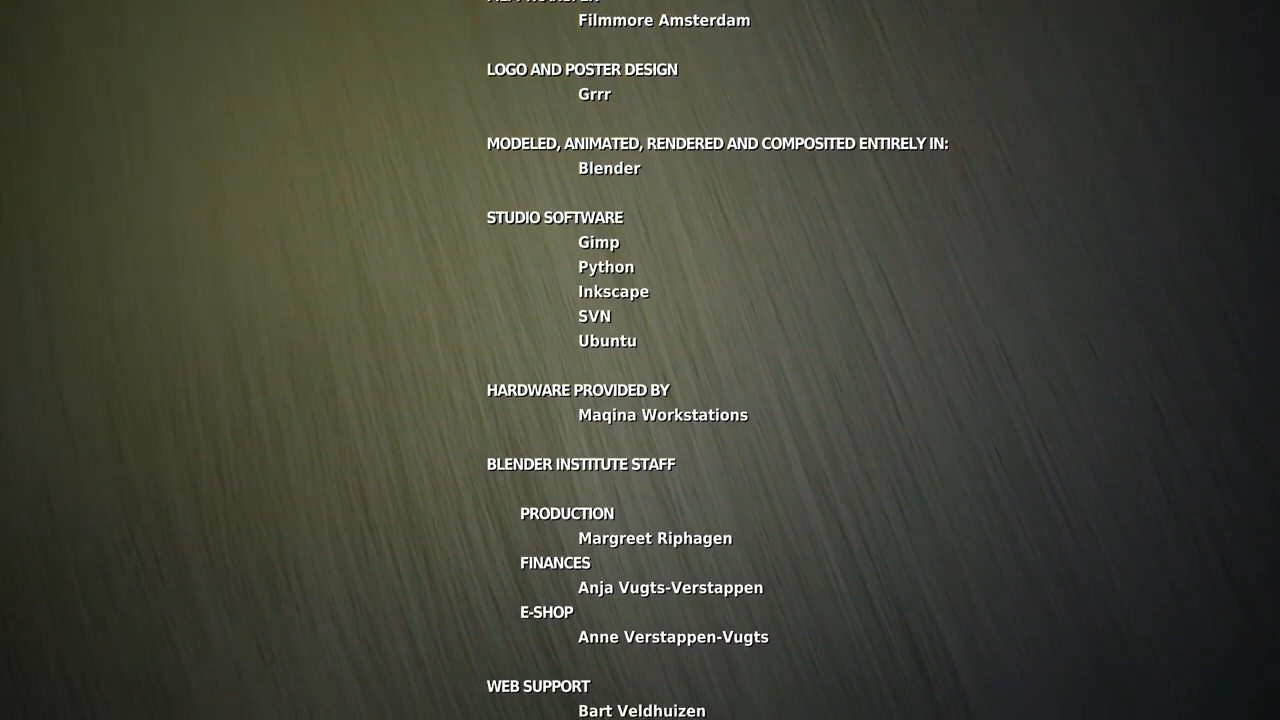 Filmmore Amsterdam
LOGO AND POSTER DESIGN
Grrr
MODELED, ANIMATED, RENDERED AND COMPOSITED ENTIRELY IN:
Blender
STUDIO SOFTWARE
Gimp
Python
Inkscape
SVN
Ubuntu
HARDWARE PROVIDED BY
Maqina Workstations
BLENDER INSTITUTE STAFF
PRODUCTION
Margreet Riphagen
FINANCES
Anja Vugts-Verstappen
E-SHOP
Anne Verstappen-Vugts
WEB SUPPORT
Bart Veldhuizen